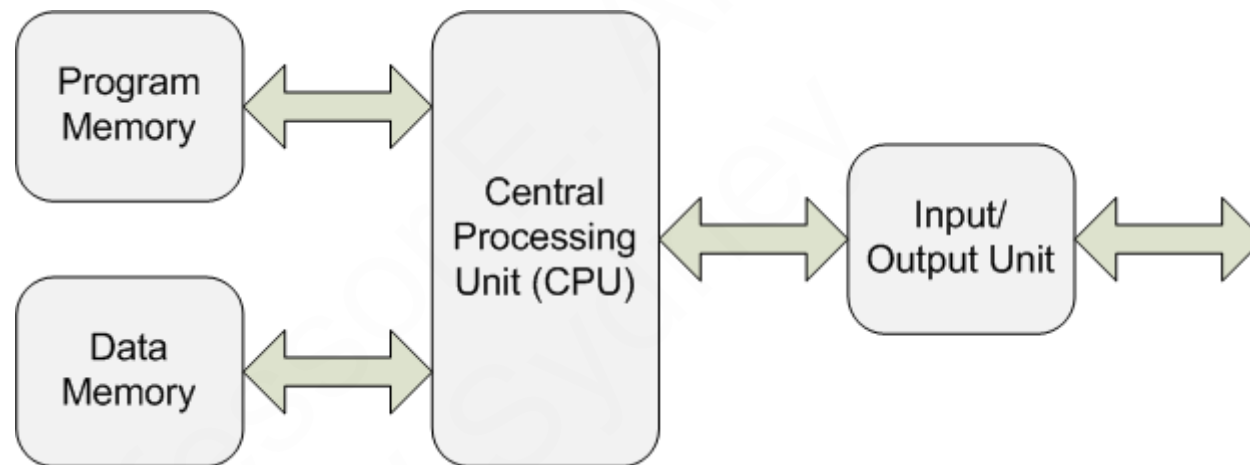 Program
Memory
Central
Processing
Unit (CPU)
Input/
Output Unit
Data
Memory